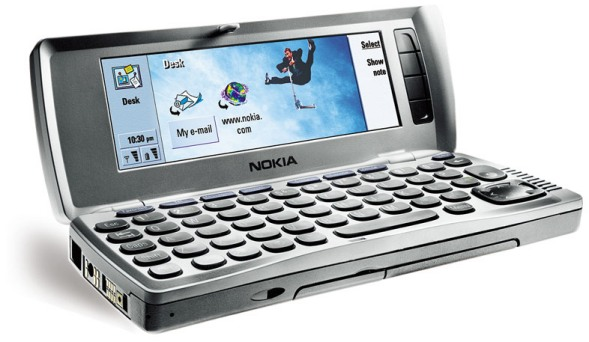 Desk
Select
Show
note
Desk
My e-mail
www.nokia.
com
10:30 pm
NOKIA